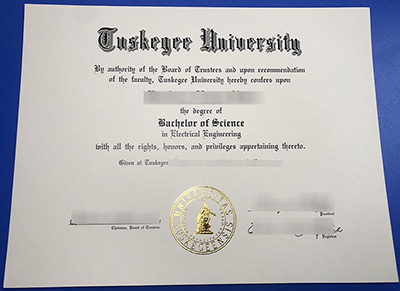 Tuskegee University
By authority of the Board of Trustees and upon recommendation
of the faculty, Tuskegee University hereby confers upon
the degree of
Bachelor of Science
in Electrical Engineering
with all the rights, honors, and privileges appertaining thereto.
Given at Tuskegee
UNIVERSITAS
TUSKEGEENSIS
Chairman, Board of Trustees
President
Registrar